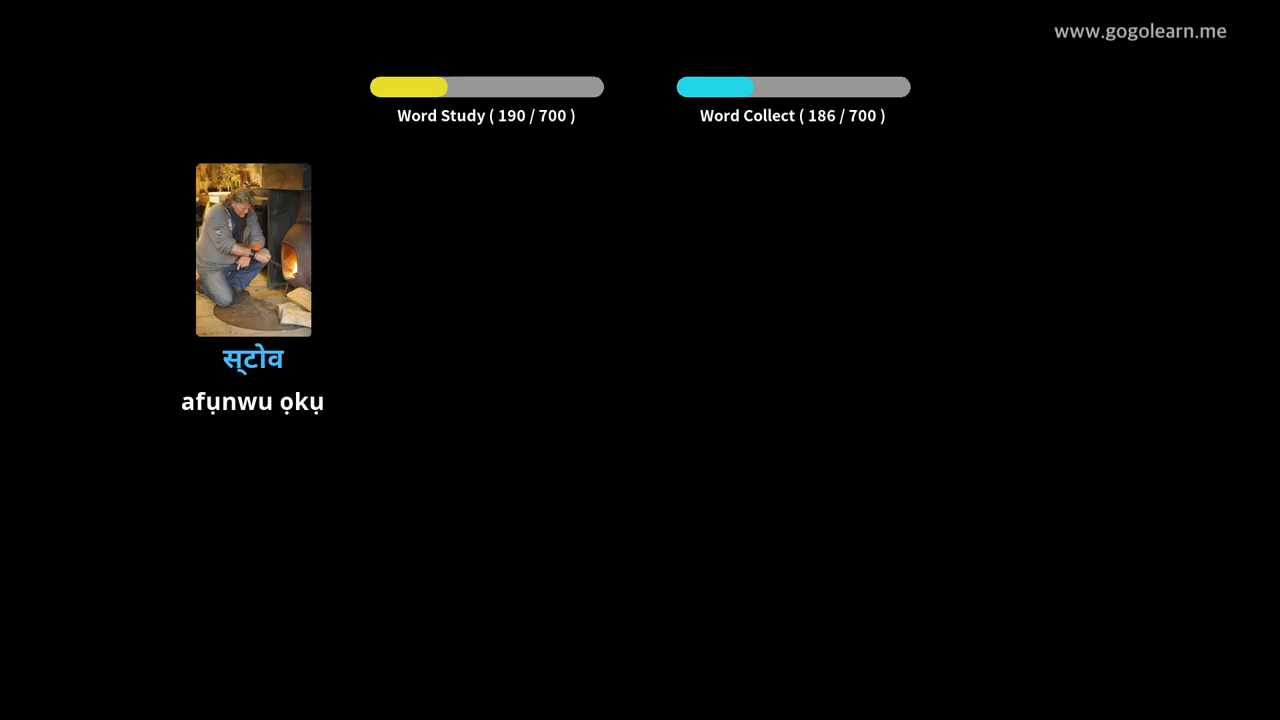 www.gogolearn.me
Word Study ( 190 / 700 )
Word Collect ( 186 / 700 )
स्टोव
afụnwu ọkụ